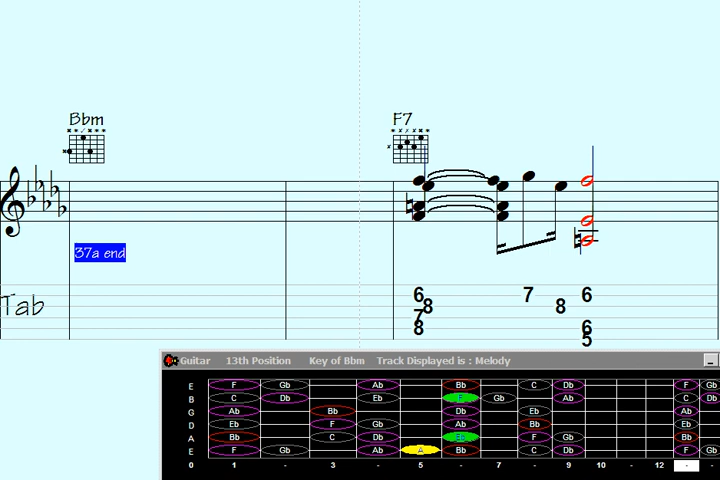 Bbm F7
37a end
Tab
6 7 6
8 8
7
8 6
5
Guitar 13th Position Key of Bbm Track Displayed is : Melody
E F Gb Ab Bb C Db F Gb
B C Db Eb E Gb Ab C Db
G Ab Bb Db Eb Ab
D F Ab Bb Eb
A Bb C Db Eb F Gb Bb
E F Gb Ab A Bb C Db F Gb
0 1 - 3 - 5 - 7 - 9 10 - 12 -